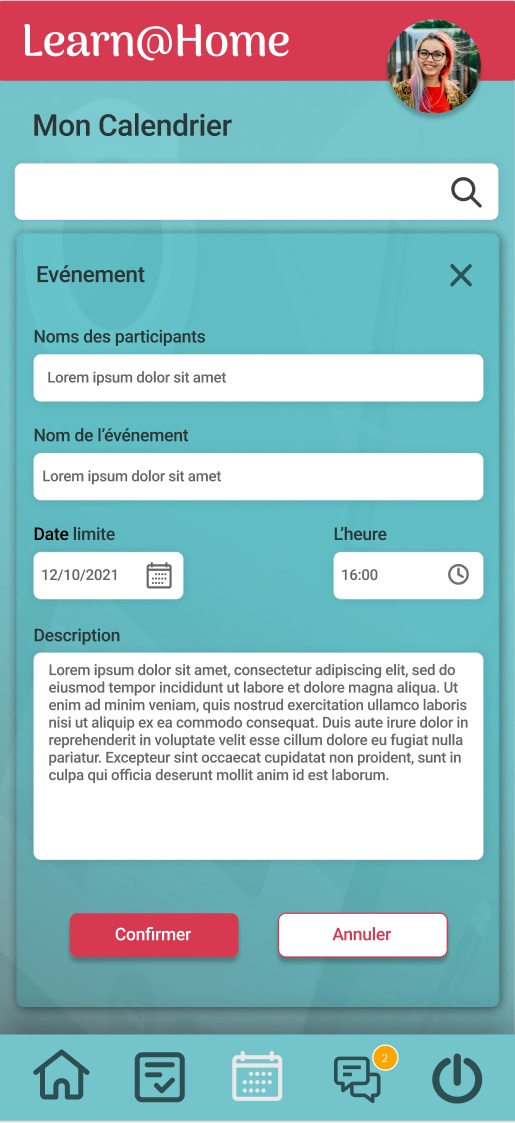 Learn@Home
Mon Calendrier
Evénement
Noms des participants
Lorem ipsum dolor sit amet
Nom de l’événement
Lorem ipsum dolor sit amet
Date limite
L’heure
12/10/2021
16:00
Description
Lorem ipsum dolor sit amet, consectetur adipiscing elit, sed do
eiusmod tempor incididunt ut labore et dolore magna aliqua. Ut
enim ad minim veniam, quis nostrud exercitation ullamco laboris
nisi ut aliquip ex ea commodo consequat. Duis aute irure dolor in
reprehenderit in voluptate velit esse cillum dolore eu fugiat nulla
pariatur. Excepteur sint occaecat cupidatat non proident, sunt in
culpa qui officia deserunt mollit anim id est laborum.
Confirmer
Annuler
2